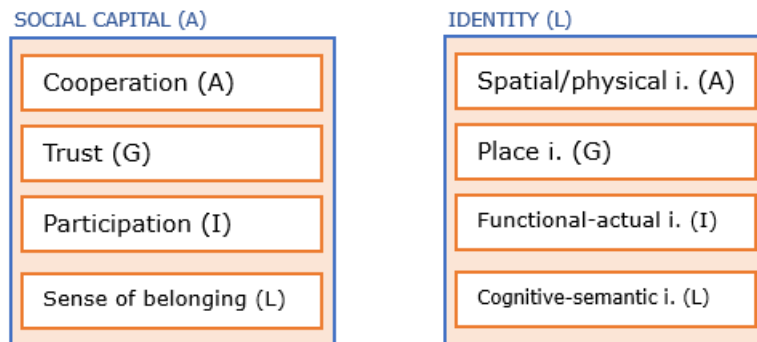 SOCIAL CAPITAL (A)
Cooperation (A)
Trust (G)
Participation (I)
Sense of belonging (L)
IDENTITY (L)
Spatial/physical i. (A)
Place i. (G)
Functional-actual i. (I)
Cognitive-semantic i. (L)